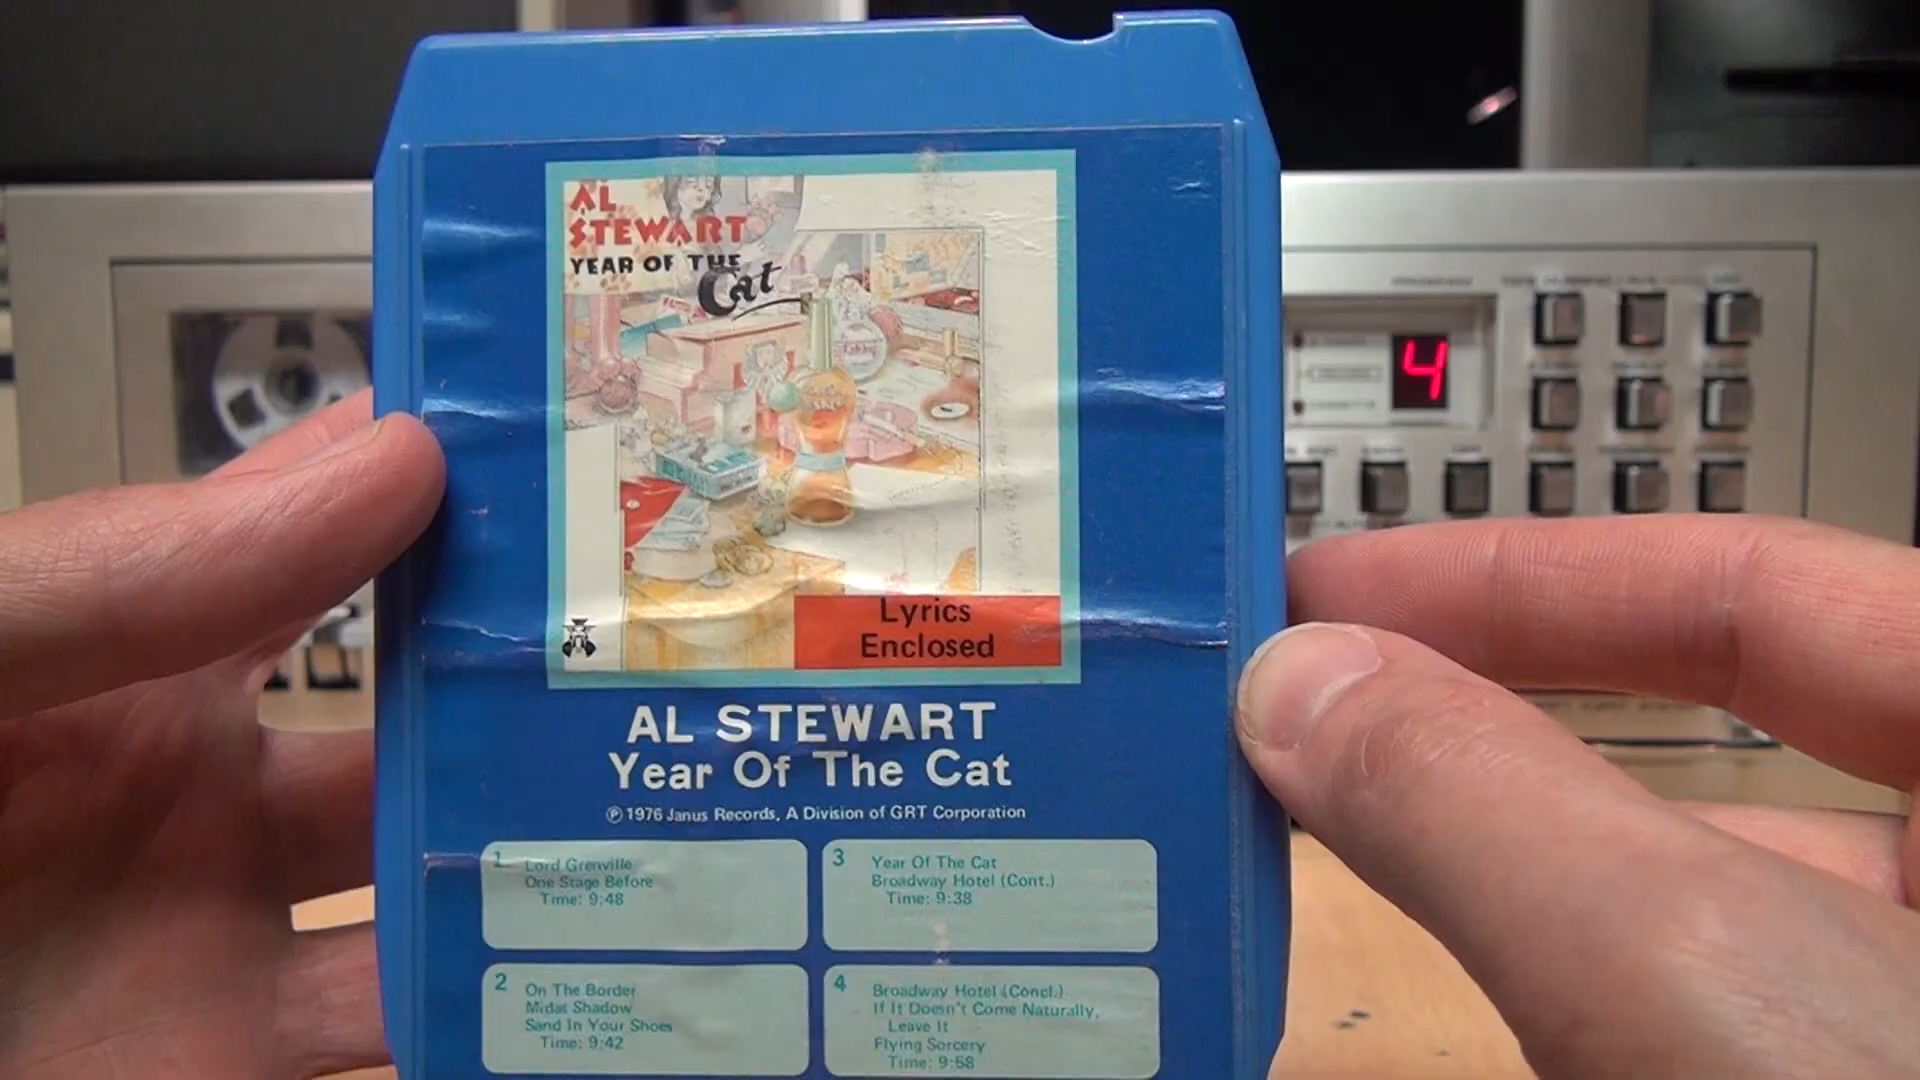 AL
STEWART
YEAR OF THE
Cat
Lyrics
Enclosed
AL STEWART
Year Of The Cat
℗ 1976 Janus Records, A Division of GRT Corporation
1
Lord Grenville
One Stage Before
Time: 9:48
3
Year Of The Cat
Broadway Hotel (Cont.)
Time: 9:38
2
On The Border
Midas Shadow
Sand In Your Shoes
Time: 9:42
4
Broadway Hotel (Concl.)
If It Doesn't Come Naturally,
Leave It
Flying Sorcery
Time: 9:58
4